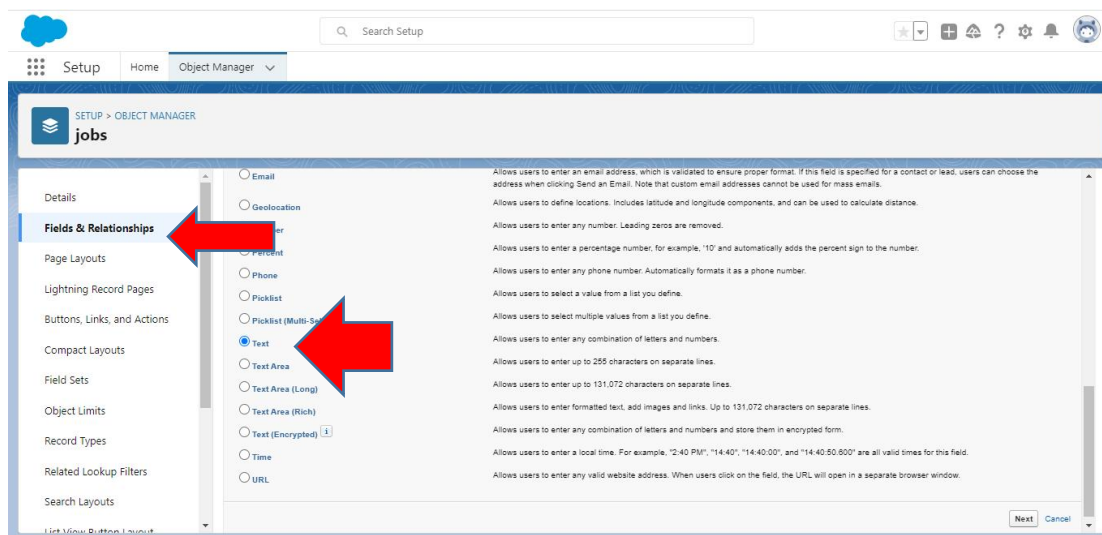 Search Setup
Setup Home Object Manager
SETUP > OBJECT MANAGER
jobs
Details
Fields & Relationships
Page Layouts
Lightning Record Pages
Buttons, Links, and Actions
Compact Layouts
Field Sets
Object Limits
Record Types
Related Lookup Filters
Search Layouts
List View Button Layout
Email
Allows users to enter an email address, which is validated to ensure proper format. If this field is specified for a contact or lead, users can choose the
address when clicking Send an Email. Note that custom email addresses cannot be used for mass emails.
Geolocation
Allows users to define locations. Includes latitude and longitude components, and can be used to calculate distance.
Allows users to enter any number. Leading zeros are removed.
Percent
Allows users to enter a percentage number, for example, '10' and automatically adds the percent sign to the number.
Phone
Allows users to enter any phone number. Automatically formats it as a phone number.
Picklist
Allows users to select a value from a list you define.
Picklist (Multi-Se
Allows users to select multiple values from a list you define.
Text
Allows users to enter any combination of letters and numbers.
Text Area
Allows users to enter up to 255 characters on separate lines.
Text Area (Long)
Allows users to enter up to 131,072 characters on separate lines.
Text Area (Rich)
Allows users to enter formatted text, add images and links. Up to 131,072 characters on separate lines.
Text (Encrypted) i
Allows users to enter any combination of letters and numbers and store them in encrypted form.
Time
Allows users to enter a local time. For example, "2:40 PM", "14:40", "14:40:00", and "14:40:50.600" are all valid times for this field.
URL
Allows users to enter any valid website address. When users click on the field, the URL will open in a separate browser window.
Next Cancel